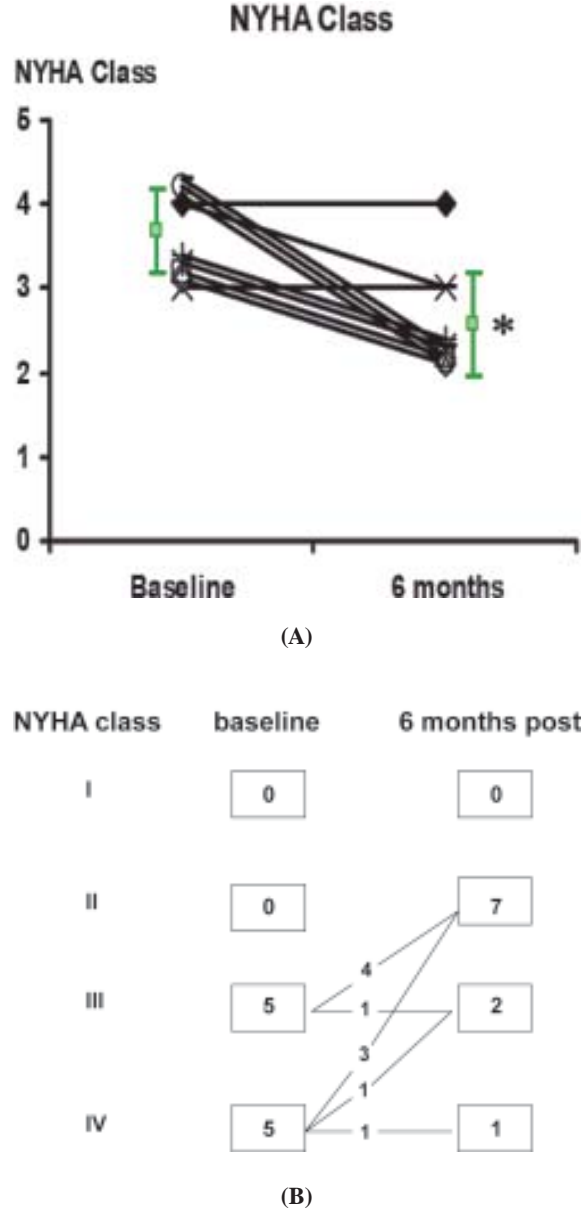 NYHA Class
NYHA Class
5
4
3
*
2
1
0
Baseline 6 months
(A)
NYHA class baseline 6 months post
I 0 0
II 0 7
4
III 5 1 2
3
1
IV 5 1 1
(B)